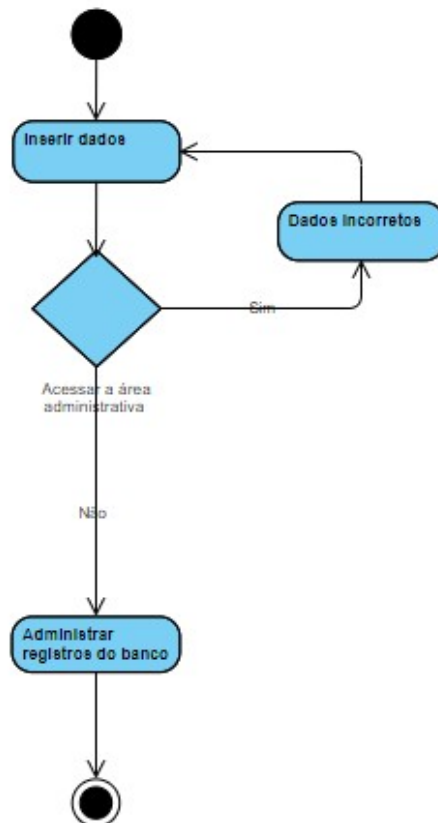 Inserir dados
Dados Incorretos
Sim
Acessar a área
administrativa
Não
Administrar
registros do banco